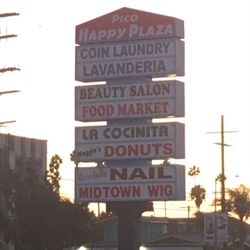 PICO
HAPPY PLAZA
COIN LAUNDRY
LAVANDERIA
BEAUTY SALON
FOOD MARKET
LA COCINITA
DONUTS
NAIL
MIDTOWN WIG